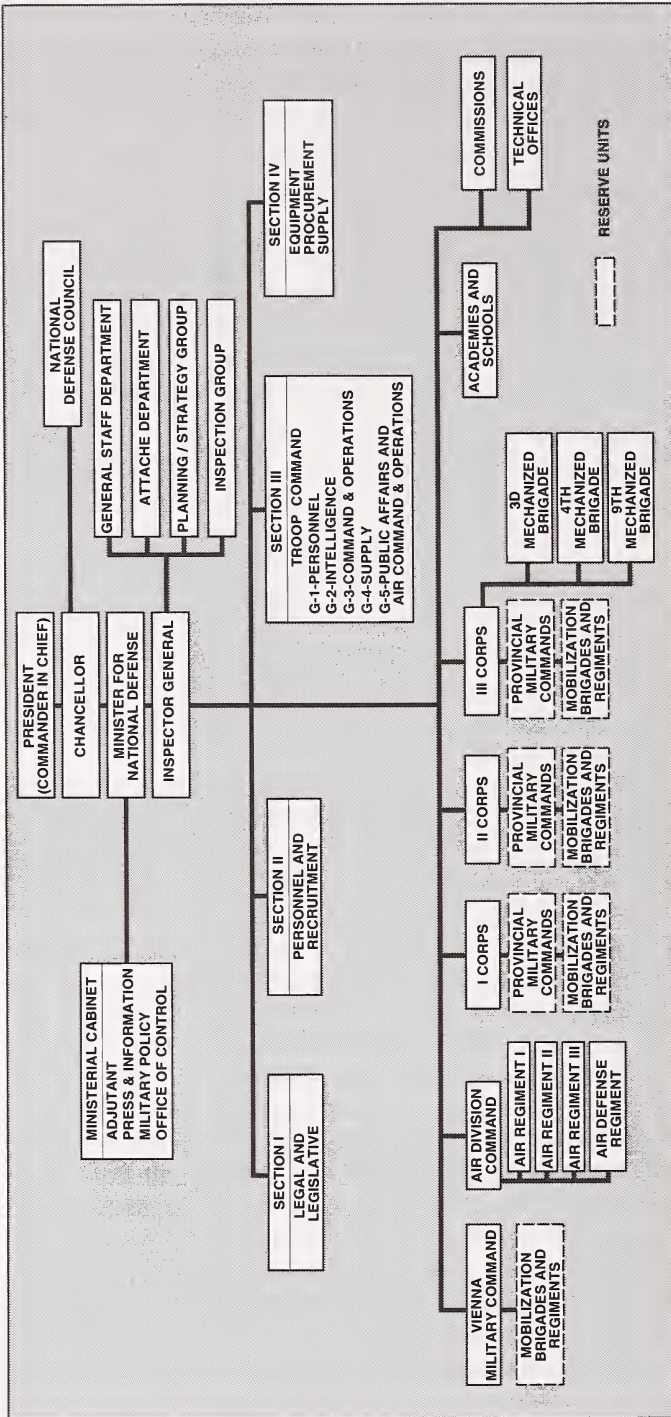 PRESIDENT
(COMMANDER IN CHIEF)
CHANCELLOR
MINISTER FOR
NATIONAL DEFENSE
INSPECTOR GENERAL
NATIONAL
DEFENSE COUNCIL
MINISTERIAL CABINET
ADJUTANT
PRESS & INFORMATION
MILITARY POLICY
OFFICE OF CONTROL
GENERAL STAFF DEPARTMENT
ATTACHE DEPARTMENT
PLANNING / STRATEGY GROUP
INSPECTION GROUP
SECTION I
LEGAL AND
LEGISLATIVE
SECTION II
PERSONNEL AND
RECRUITMENT
SECTION III
TROOP COMMAND
G-1-PERSONNEL
G-2-INTELLIGENCE
G-3-COMMAND & OPERATIONS
G-4-SUPPLY
G-5-PUBLIC AFFAIRS AND
AIR COMMAND & OPERATIONS
SECTION IV
EQUIPMENT
PROCUREMENT
SUPPLY
VIENNA
MILITARY COMMAND
MOBILIZATION
BRIGADES AND
REGIMENTS
AIR DIVISION
COMMAND
AIR REGIMENT I
AIR REGIMENT II
AIR REGIMENT III
AIR DEFENSE
REGIMENT
I CORPS
PROVINCIAL
MILITARY
COMMANDS
MOBILIZATION
BRIGADES AND
REGIMENTS
II CORPS
PROVINCIAL
MILITARY
COMMANDS
MOBILIZATION
BRIGADES AND
REGIMENTS
III CORPS
PROVINCIAL
MILITARY
COMMANDS
MOBILIZATION
BRIGADES AND
REGIMENTS
3D
MECHANIZED
BRIGADE
4TH
MECHANIZED
BRIGADE
9TH
MECHANIZED
BRIGADE
ACADEMIES AND
SCHOOLS
COMMISSIONS
TECHNICAL
OFFICES
RESERVE UNITS